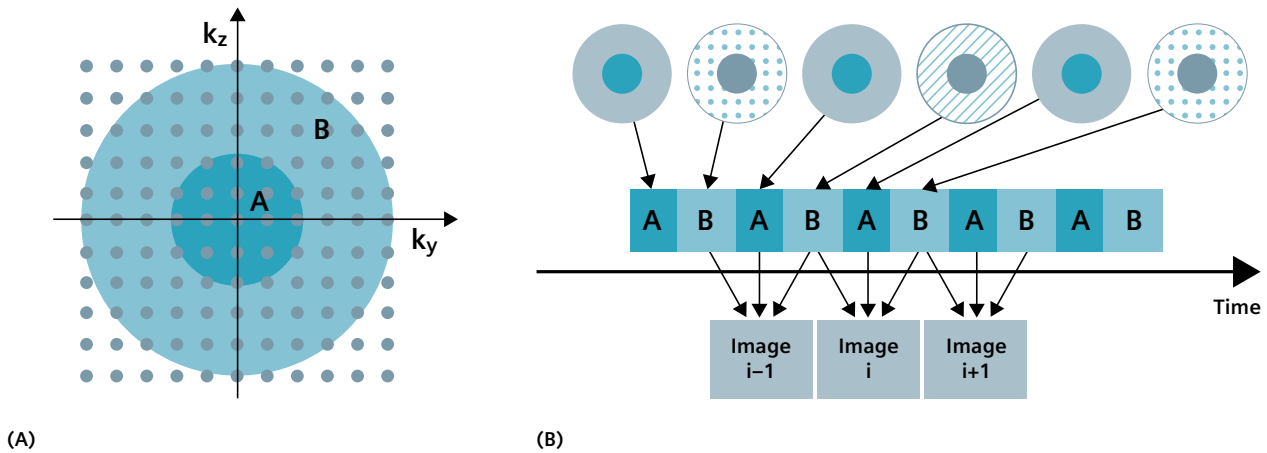 kz
B
A
ky
(A)
A B A B A B A B A B
Time
Image
i–1
Image
i
Image
i+1
(B)